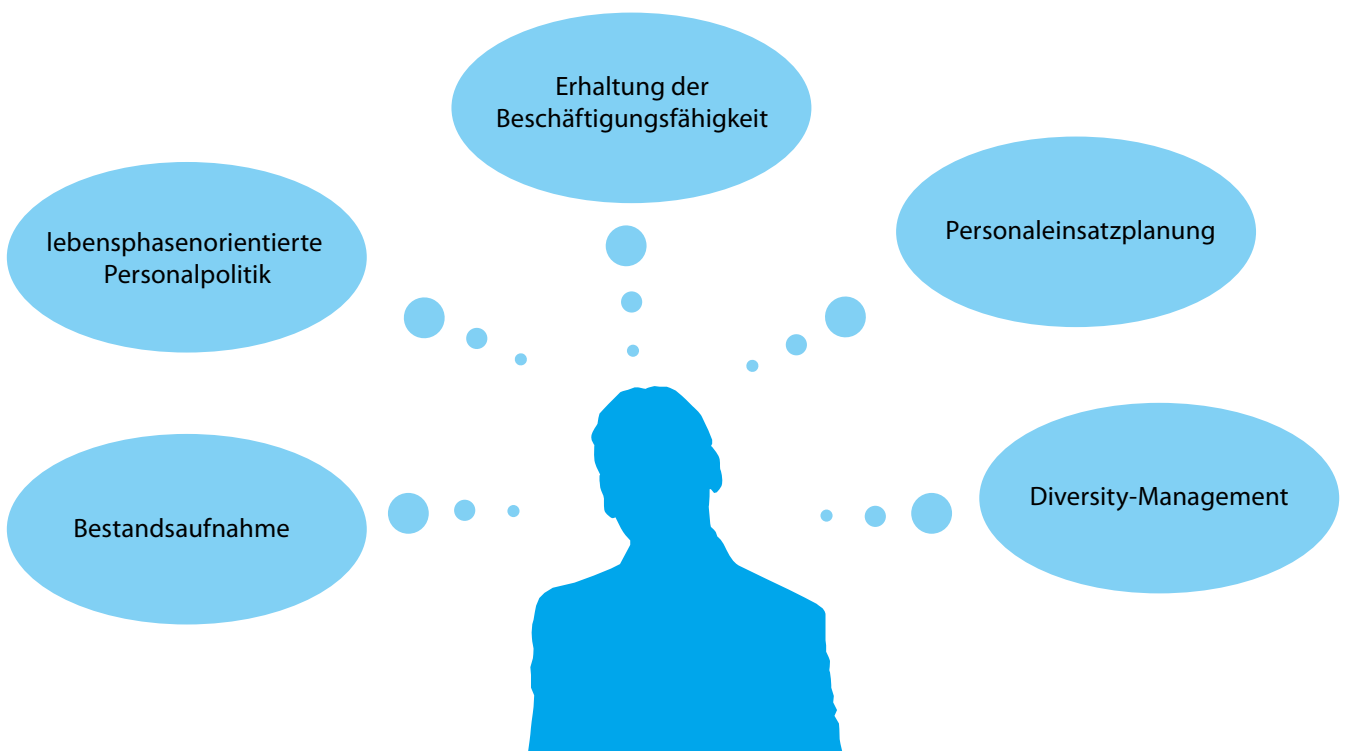 Erhaltung der
Beschäftigungsfähigkeit
lebensphasenorientierte
Personalpolitik
Personaleinsatzplanung
Bestandsaufnahme
Diversity-Management